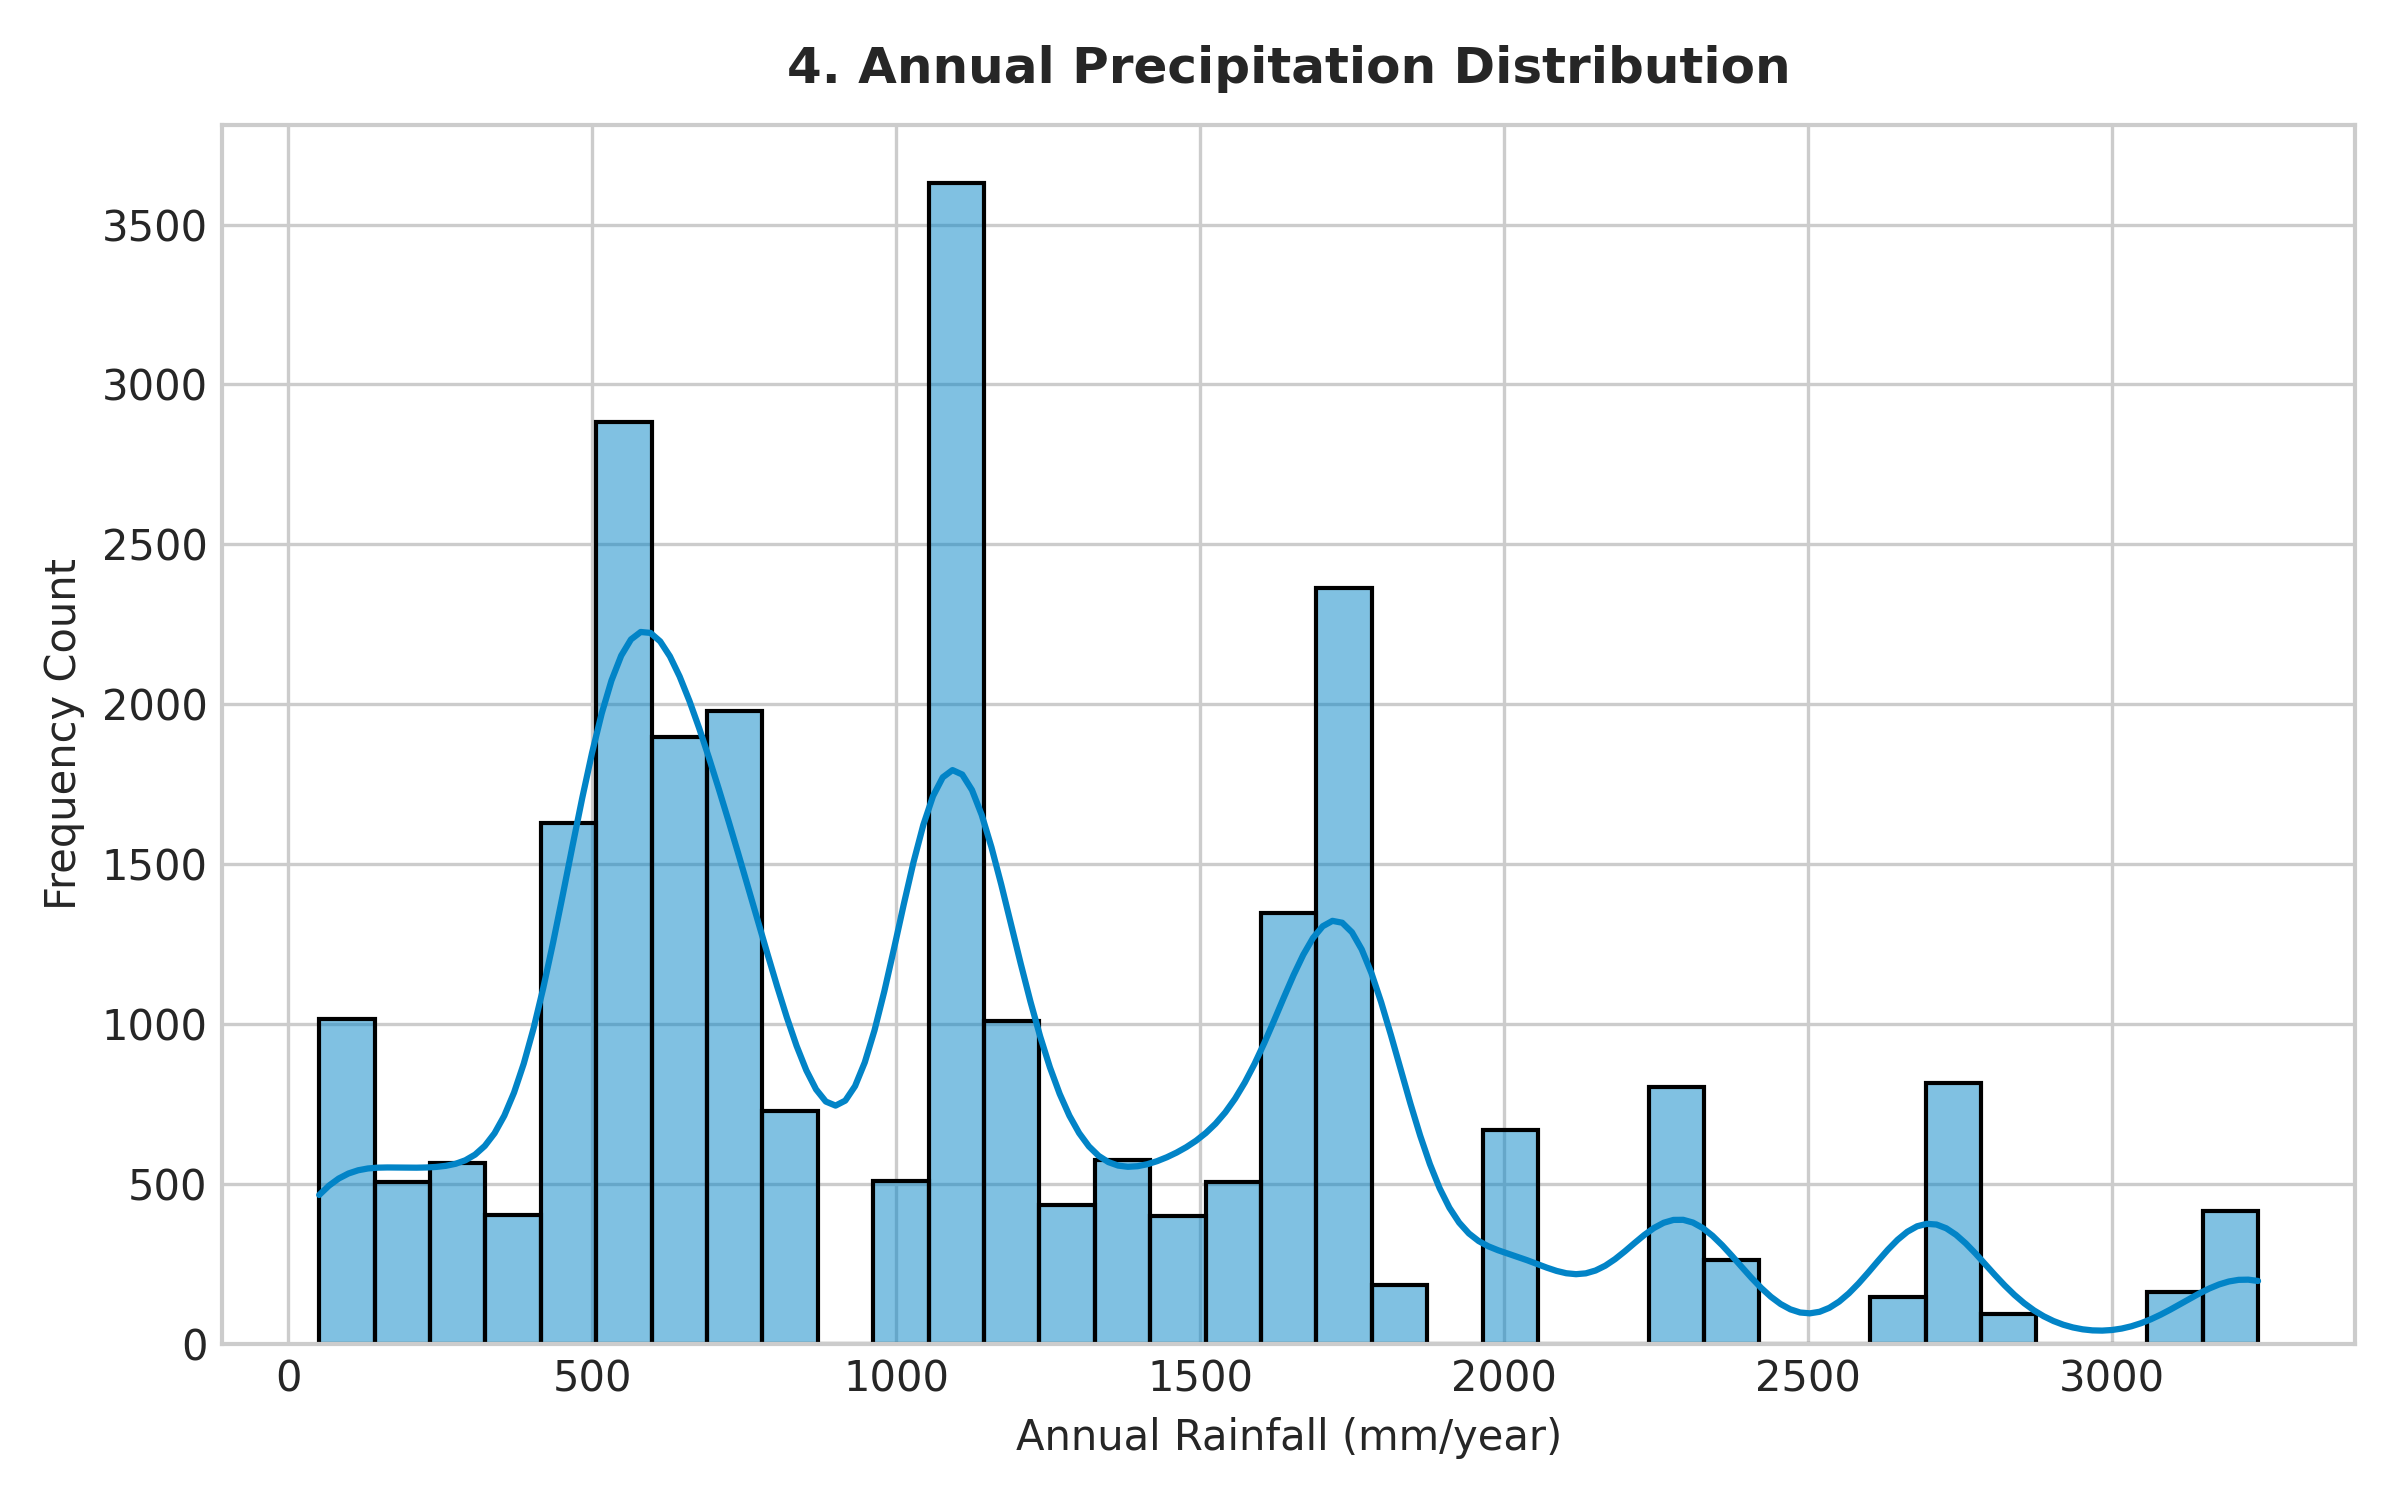 4. Annual Precipitation Distribution
Frequency Count
3500
3000
2500
2000
1500
1000
500
0
0 500 1000 1500 2000 2500 3000
Annual Rainfall (mm/year)